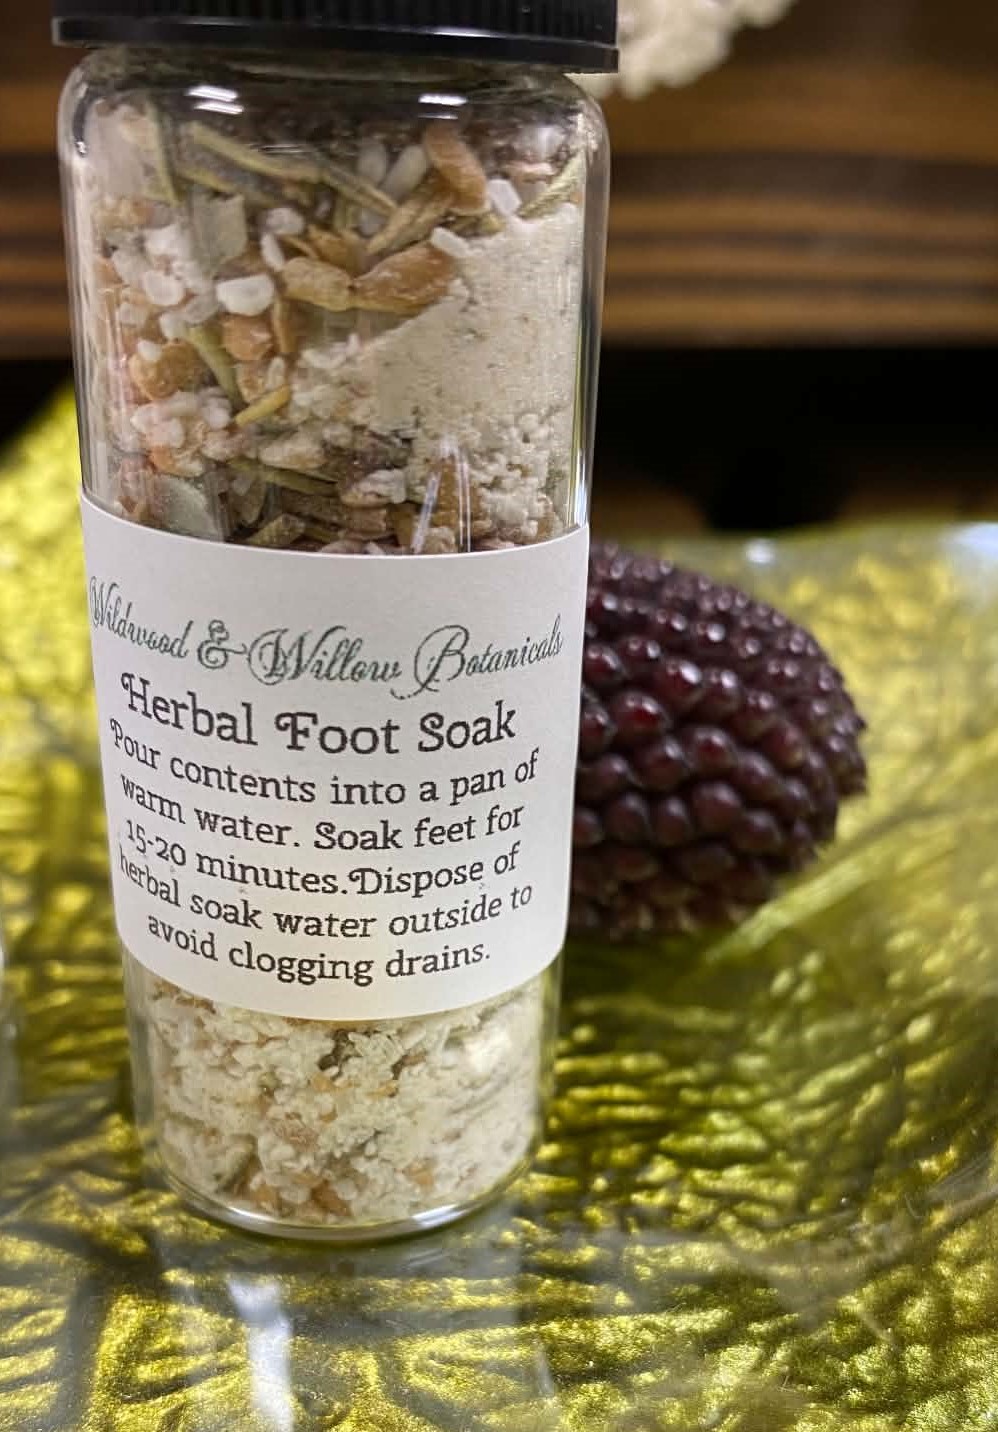 Wildwood & Willow Botanicals
Herbal Foot Soak
Pour contents into a pan of
warm water. Soak feet for
15-20 minutes.Dispose of
herbal soak water outside to
avoid clogging drains.